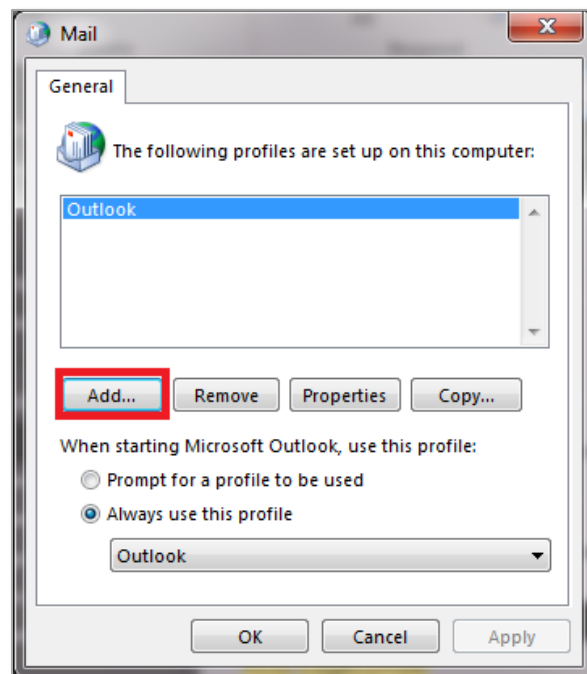 Mail
General
The following profiles are set up on this computer:
Outlook
Add... Remove Properties Copy...
When starting Microsoft Outlook, use this profile:
Prompt for a profile to be used
Always use this profile
Outlook
OK Cancel Apply